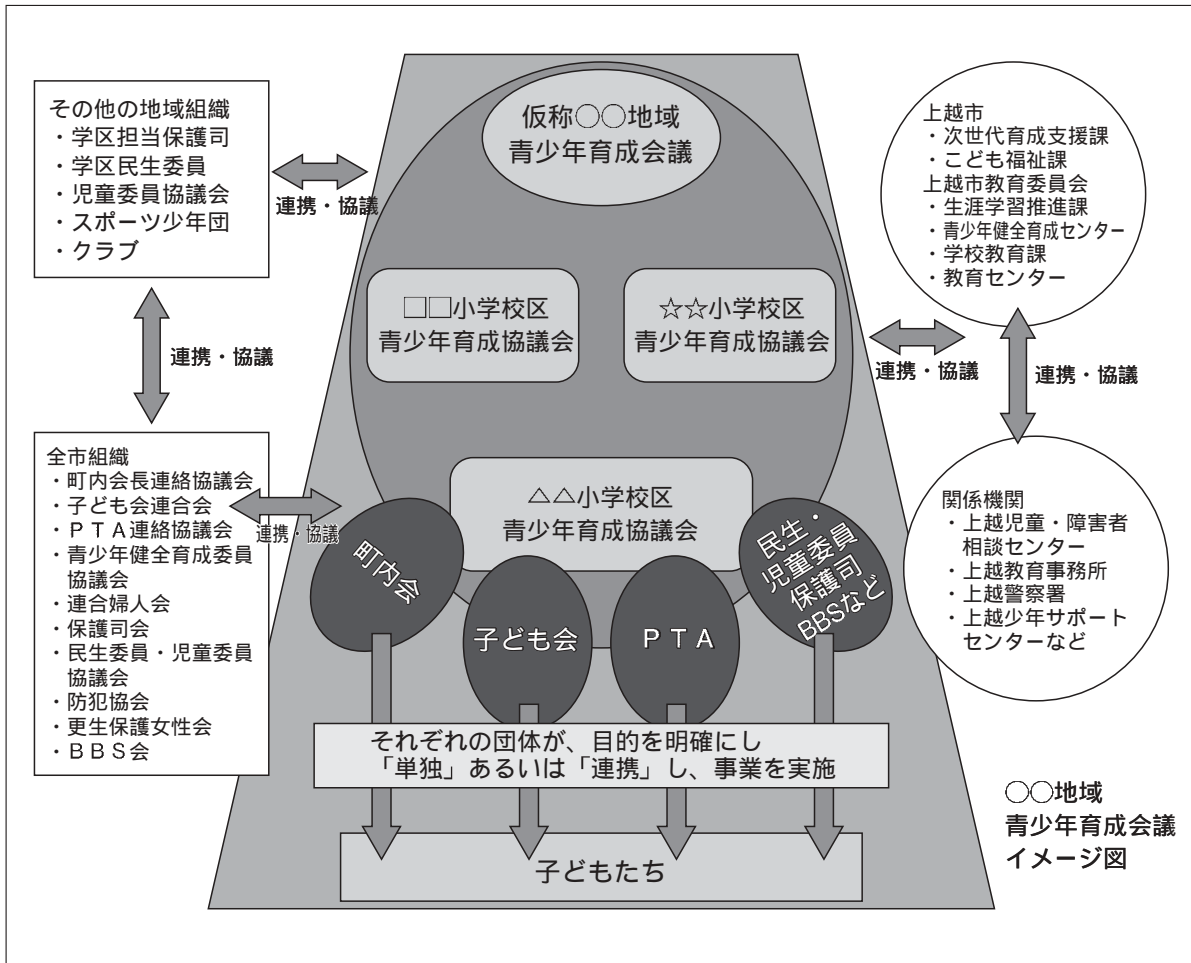 仮称○○地域
青少年育成会議
その他の地域組織
・学区担当保護司
・学区民生委員
・児童委員協議会
・スポーツ少年団
・クラブ
連携・協議
上越市
・次世代育成支援課
・こども福祉課
上越市教育委員会
・生涯学習推進課
・青少年健全育成センター
・学校教育課
・教育センター
□□小学校区
青少年育成協議会
☆☆小学校区
青少年育成協議会
連携・協議
連携・協議
連携・協議
全市組織
・町内会長連絡協議会
・子ども会連合会
・ＰＴＡ連絡協議会
・青少年健全育成委員
協議会
・連合婦人会
・保護司会
・民生委員・児童委員
協議会
・防犯協会
・更生保護女性会
・ＢＢＳ会
連携・協議
△△小学校区
青少年育成協議会
関係機関
・上越児童・障害者
相談センター
・上越教育事務所
・上越警察署
・上越少年サポート
センターなど
町内会
子ども会
ＰＴＡ
民生・
児童委員
保護司
BBSなど
それぞれの団体が、目的を明確にし
「単独」あるいは「連携」し、事業を実施
子どもたち
○○地域
青少年育成会議
イメージ図